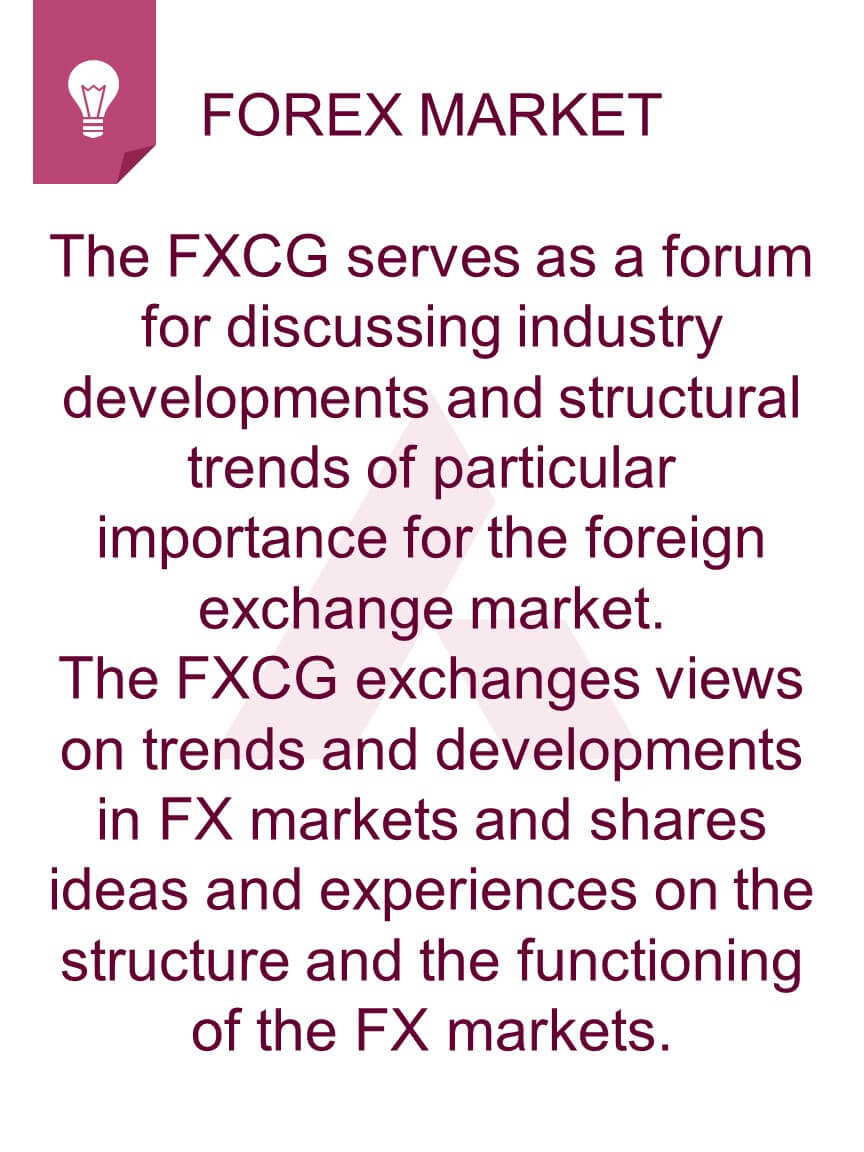 FOREX MARKET
The FXCG serves as a forum
for discussing industry
developments and structural
trends of particular
importance for the foreign
exchange market.
The FXCG exchanges views
on trends and developments
in FX markets and shares
ideas and experiences on the
structure and the functioning
of the FX markets.